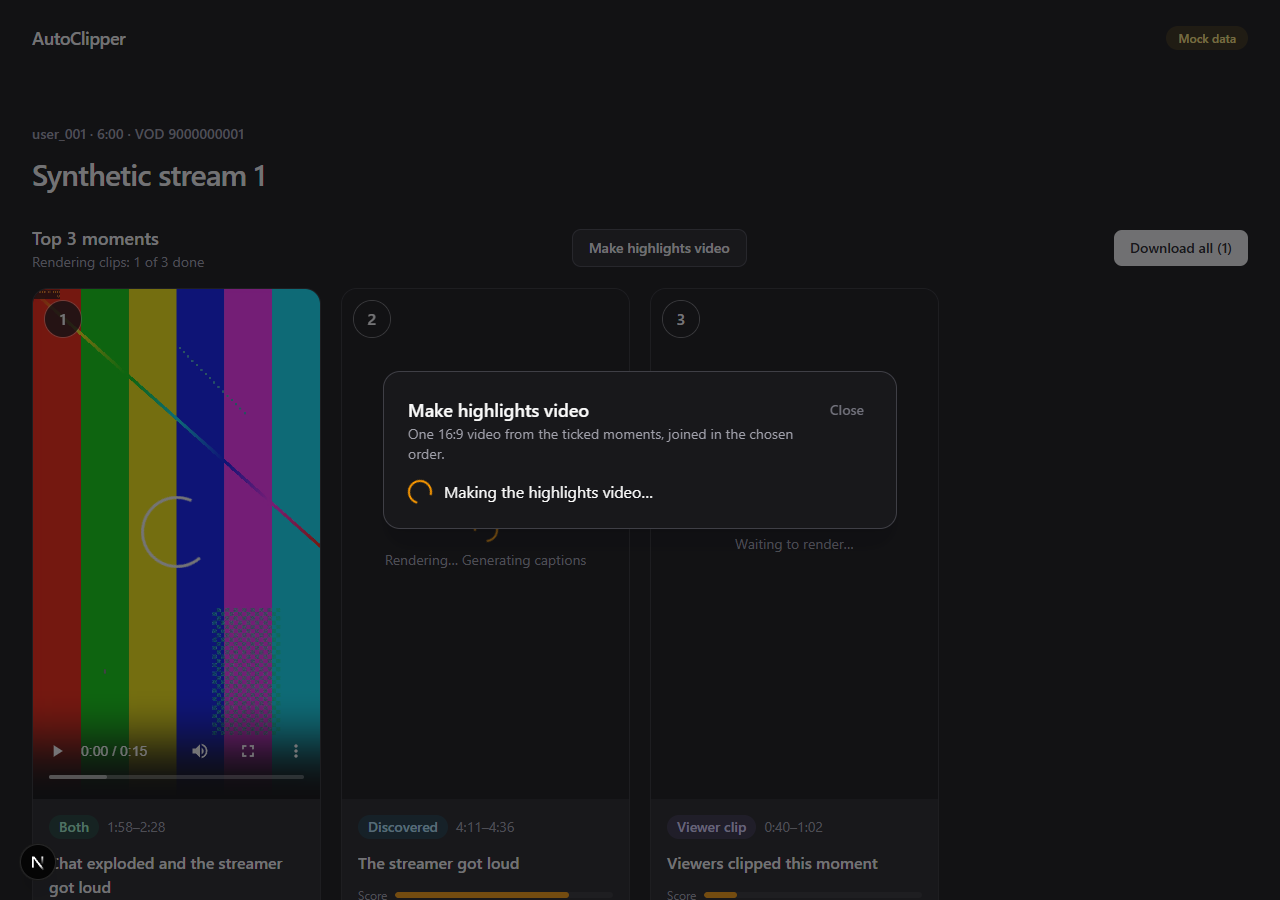 AutoClipper
Mock data
user_001 · 6:00 · VOD 9000000001
Synthetic stream 1
Top 3 moments
Rendering clips: 1 of 3 done
Make highlights video
Download all (1)
1
2
3
Make highlights video
Close
One 16:9 video from the ticked moments, joined in the chosen
order.
Making the highlights video...
Rendering... Generating captions
Waiting to render...
0:00 / 0:15
Both
1:58–2:28
Chat exploded and the streamer
got loud
Discovered
4:11–4:36
The streamer got loud
Score
Viewer clip
0:40–1:02
Viewers clipped this moment
Score
N